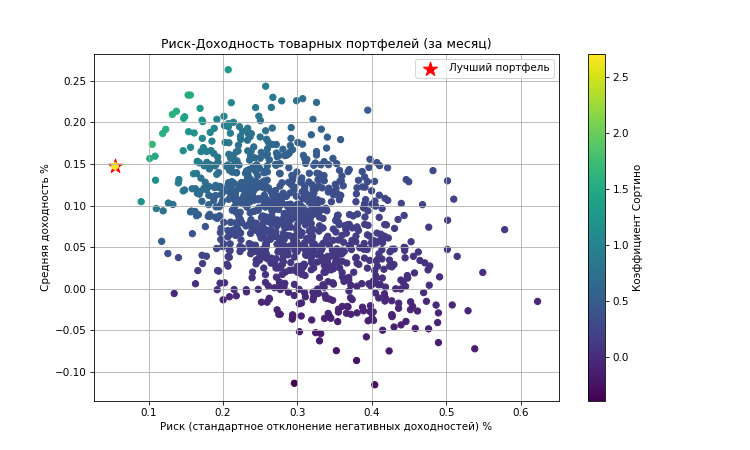 Риск-Доходность товарных портфелей (за месяц)
Лучший портфель
Средняя доходность %
0.25
0.20
0.15
0.10
0.05
0.00
−0.05
−0.10
0.1 0.2 0.3 0.4 0.5 0.6
Риск (стандартное отклонение негативных доходностей) %
2.5
2.0
1.5
1.0
0.5
0.0
Коэффициент Сортино